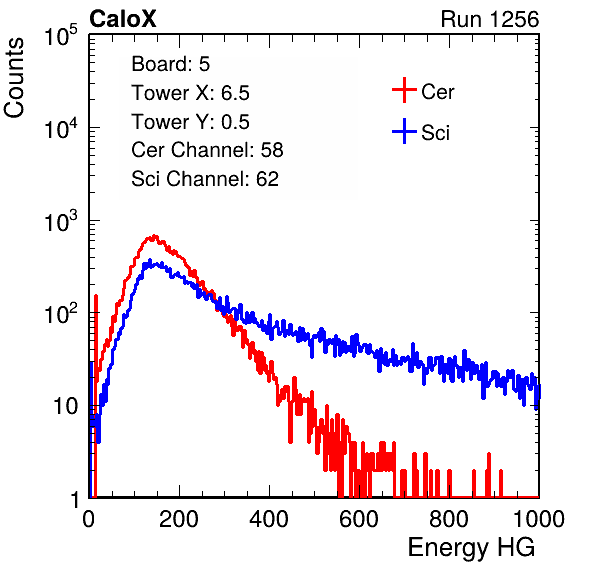 CaloX Run 1256
10^5
Counts
Board: 5
Tower X: 6.5
Tower Y: 0.5
Cer Channel: 58
Sci Channel: 62
Cer
Sci
10^4
10^3
10^2
10
1
0 200 400 600 800 1000
Energy HG